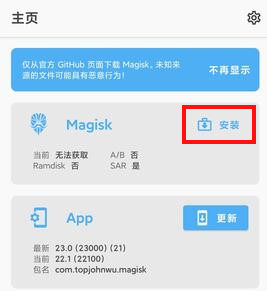 主页
仅从官方 GitHub 页面下载 Magisk。未知来
源的文件可能具有恶意行为！
不再显示
Magisk
安装
当前 无法获取 A/B 否
Ramdisk 否 SAR 是
App
更新
最新 23.0 (23000) (21)
当前 22.1 (22100)
包名 com.topjohnwu.magisk